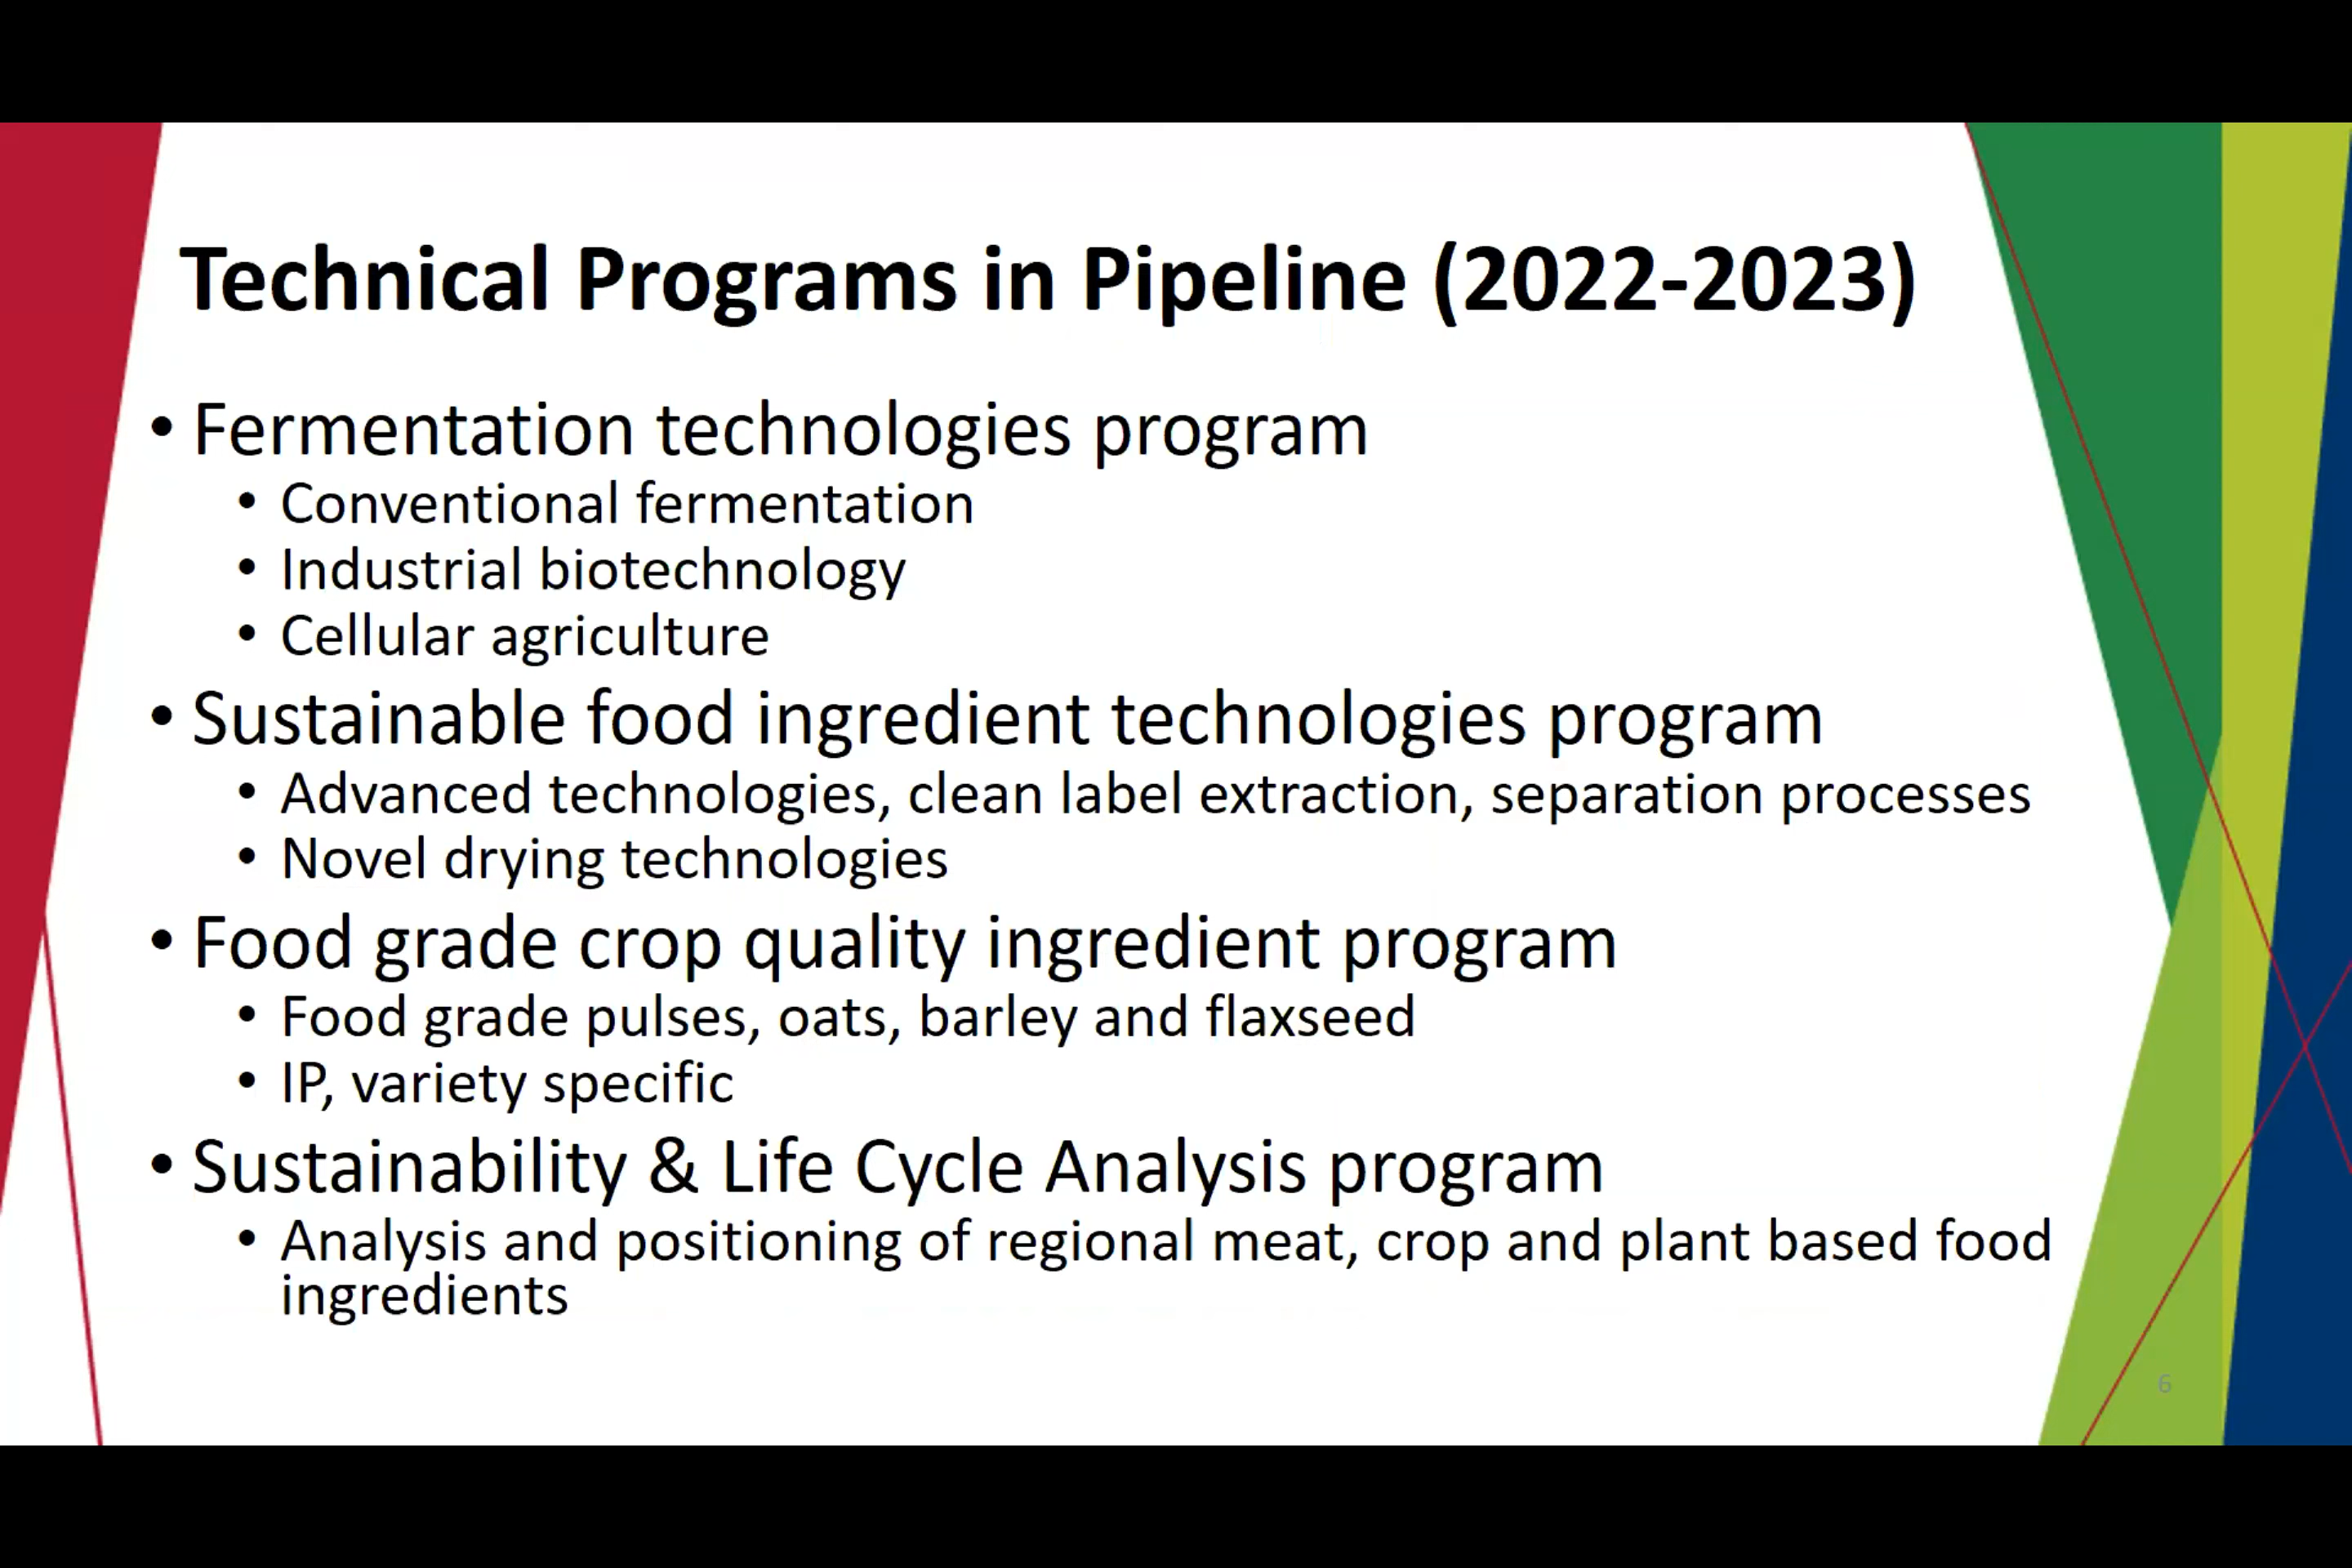 Technical Programs in Pipeline (2022-2023)
• Fermentation technologies program
• Conventional fermentation
• Industrial biotechnology
• Cellular agriculture
• Sustainable food ingredient technologies program
• Advanced technologies, clean label extraction, separation processes
• Novel drying technologies
• Food grade crop quality ingredient program
• Food grade pulses, oats, barley and flaxseed
• IP, variety specific
• Sustainability & Life Cycle Analysis program
• Analysis and positioning of regional meat, crop and plant based food
ingredients
6